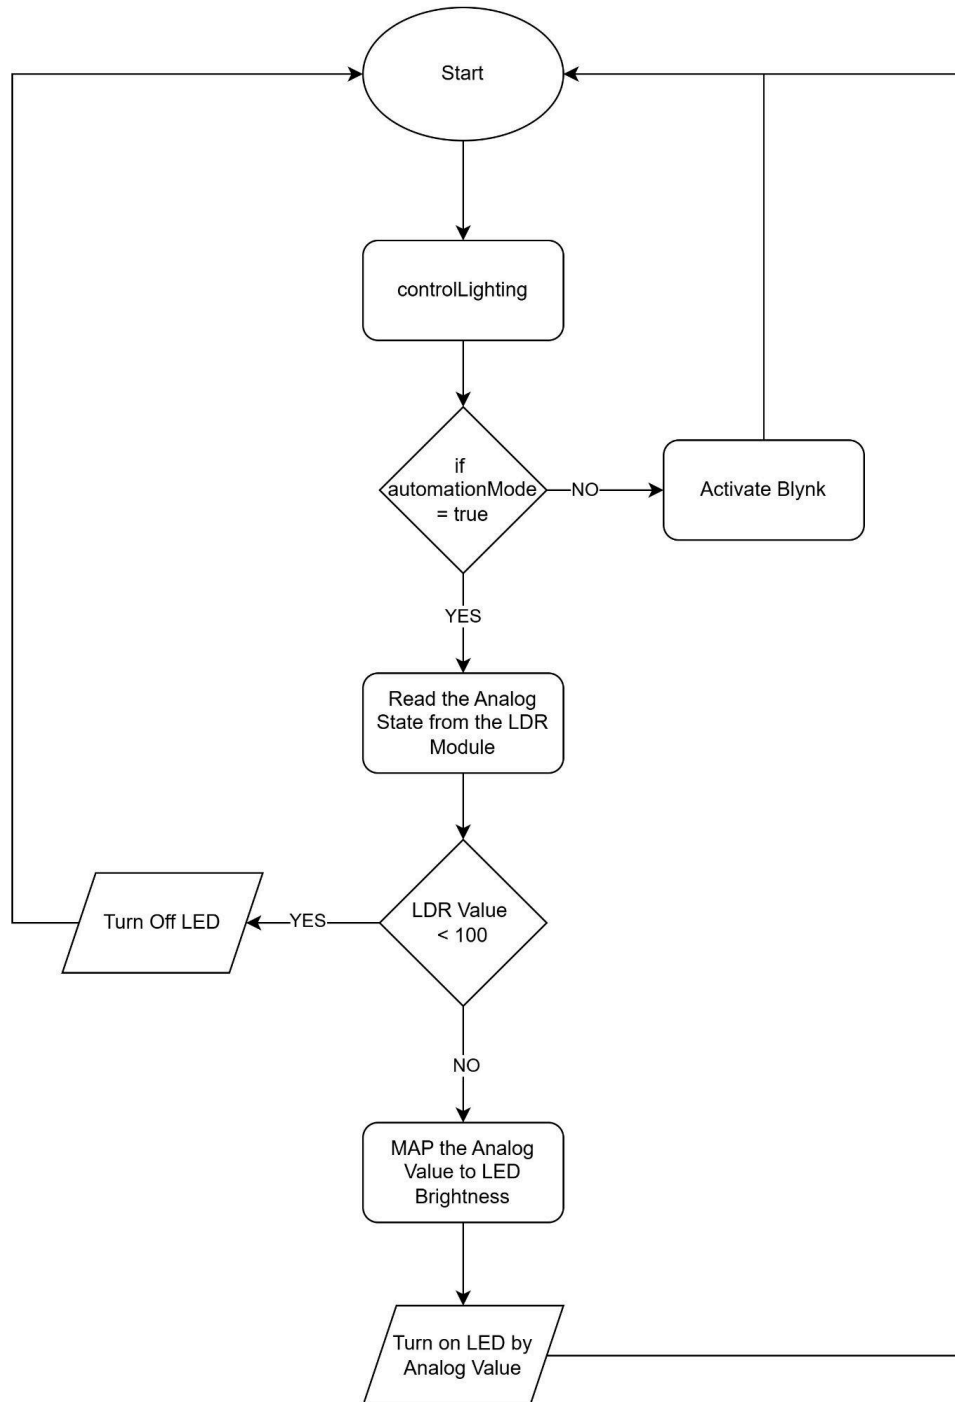 Start
controlLighting
if
automationMode
= true
NO
Activate Blynk
YES
Read the Analog
State from the LDR
Module
LDR Value
< 100
YES
Turn Off LED
NO
MAP the Analog
Value to LED
Brightness
Turn on LED by
Analog Value